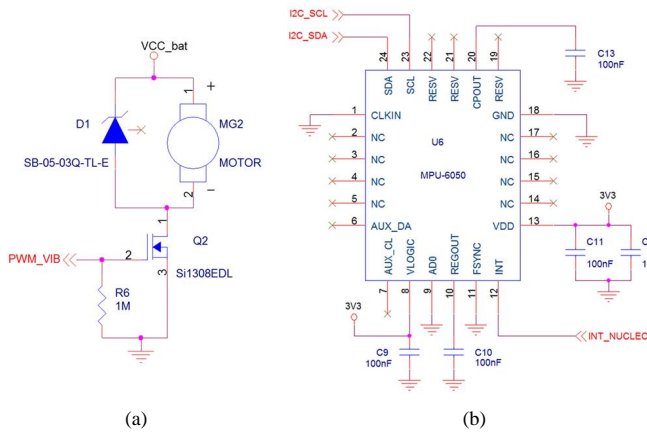 VCC_bat
1
+
D1
MG2
SB-05-03Q-TL-E
MOTOR
2
−
1
PWM_VIB
2
Q2
Si1308EDL
3
R6
1M
(a)
I2C_SCL
I2C_SDA
24
23
22
21
20
19
C13
100nF
SDA
SCL
RESV
RESV
CPOUT
RESV
1
CLKIN
GND
18
2
NC
U6
NC
17
3
NC
MPU-6050
NC
16
4
NC
NC
15
5
NC
NC
14
6
AUX_DA
VDD
13
3V3
AUX_CL
VLOGIC
AD0
REGOUT
FSYNC
INT
7
8
9
10
11
12
C11
100nF
3V3
C9
100nF
C10
100nF
INT_NUCLEO
(b)